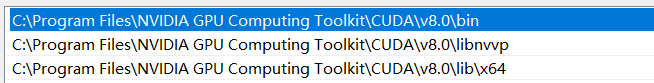 C:\Program Files\NVIDIA GPU Computing Toolkit\CUDA\v8.0\bin
C:\Program Files\NVIDIA GPU Computing Toolkit\CUDA\v8.0\libnvvp
C:\Program Files\NVIDIA GPU Computing Toolkit\CUDA\v8.0\lib\x64